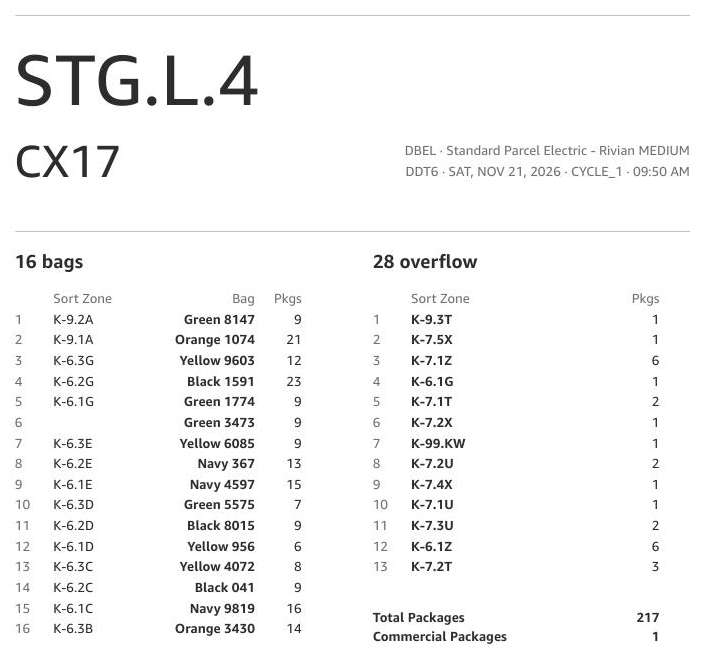 STG.L.4
CX17
DBEL · Standard Parcel Electric - Rivian MEDIUM
DDT6 · SAT, NOV 21, 2026 · CYCLE_1 · 09:50 AM
16 bags
Sort Zone Bag Pkgs
1 K-9.2A Green 8147 9
2 K-9.1A Orange 1074 21
3 K-6.3G Yellow 9603 12
4 K-6.2G Black 1591 23
5 K-6.1G Green 1774 9
6 Green 3473 9
7 K-6.3E Yellow 6085 9
8 K-6.2E Navy 367 13
9 K-6.1E Navy 4597 15
10 K-6.3D Green 5575 7
11 K-6.2D Black 8015 9
12 K-6.1D Yellow 956 6
13 K-6.3C Yellow 4072 8
14 K-6.2C Black 041 9
15 K-6.1C Navy 9819 16
16 K-6.3B Orange 3430 14
28 overflow
Sort Zone Pkgs
1 K-9.3T 1
2 K-7.5X 1
3 K-7.1Z 6
4 K-6.1G 1
5 K-7.1T 2
6 K-7.2X 1
7 K-99.KW 1
8 K-7.2U 2
9 K-7.4X 1
10 K-7.1U 1
11 K-7.3U 2
12 K-6.1Z 6
13 K-7.2T 3
Total Packages 217
Commercial Packages 1